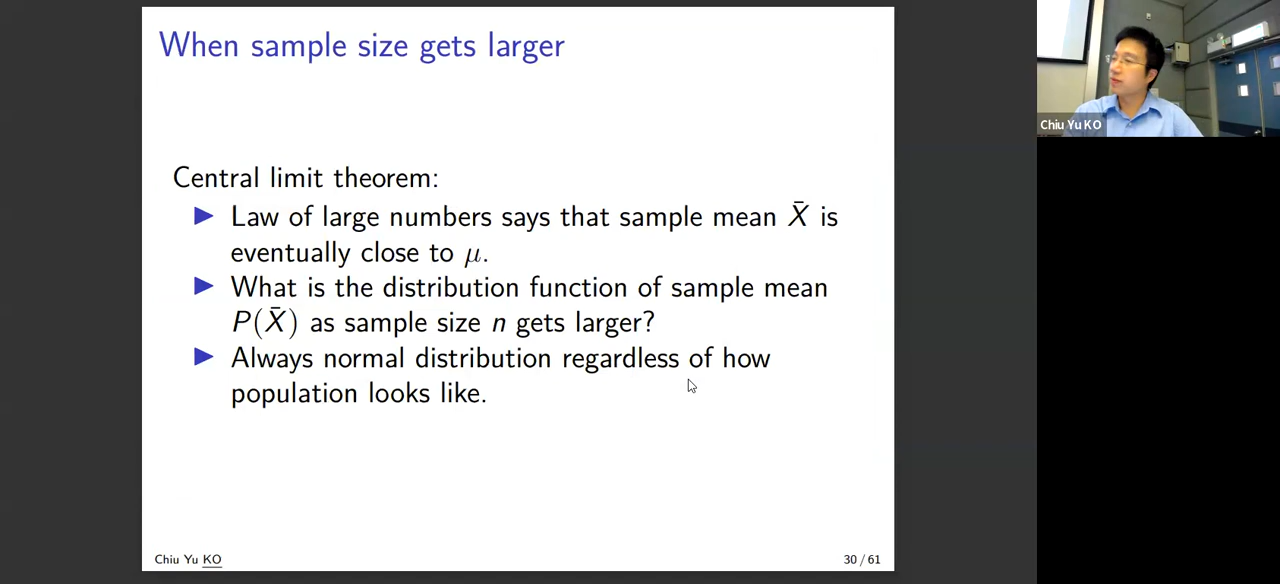 When sample size gets larger
Central limit theorem:
▶ Law of large numbers says that sample mean X̄ is
eventually close to μ.
▶ What is the distribution function of sample mean
P(X̄) as sample size n gets larger?
▶ Always normal distribution regardless of how
population looks like.
Chiu Yu KO
30 / 61
Chiu Yu KO